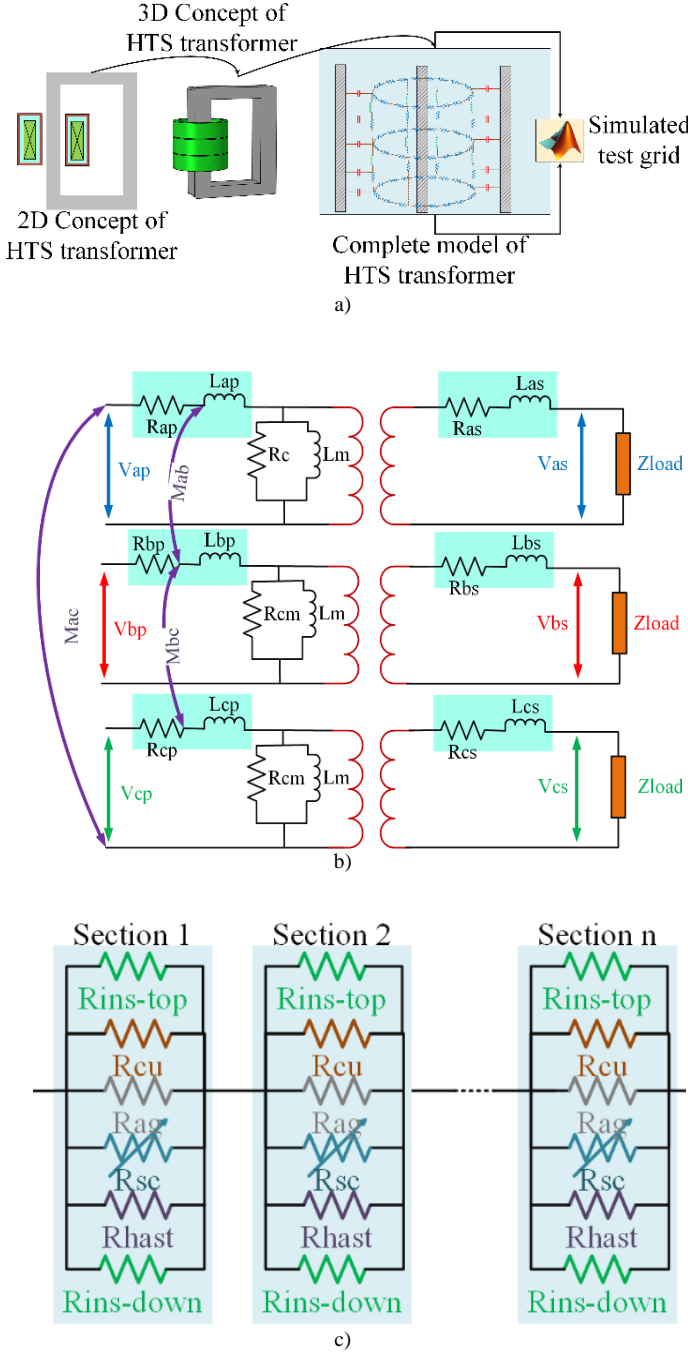 3D Concept of
HTS transformer
Simulated
test grid
2D Concept of
HTS transformer
Complete model of
HTS transformer
a)
Lap
Rap
Vap
Rc
Lm
Mab
Las
Ras
Vas
Zload
Rbp
Lbp
Vbp
Rcm
Lm
Mac
Mbc
Lbs
Rbs
Vbs
Zload
Lcp
Rcp
Vcp
Rcm
Lm
Lcs
Rcs
Vcs
Zload
b)
Section 1
Section 2
Section n
Rins-top
Rins-top
Rins-top
Rcu
Rcu
Rcu
Rag
Rag
Rag
Rsc
Rsc
Rsc
Rhast
Rhast
Rhast
Rins-down
Rins-down
Rins-down
c)